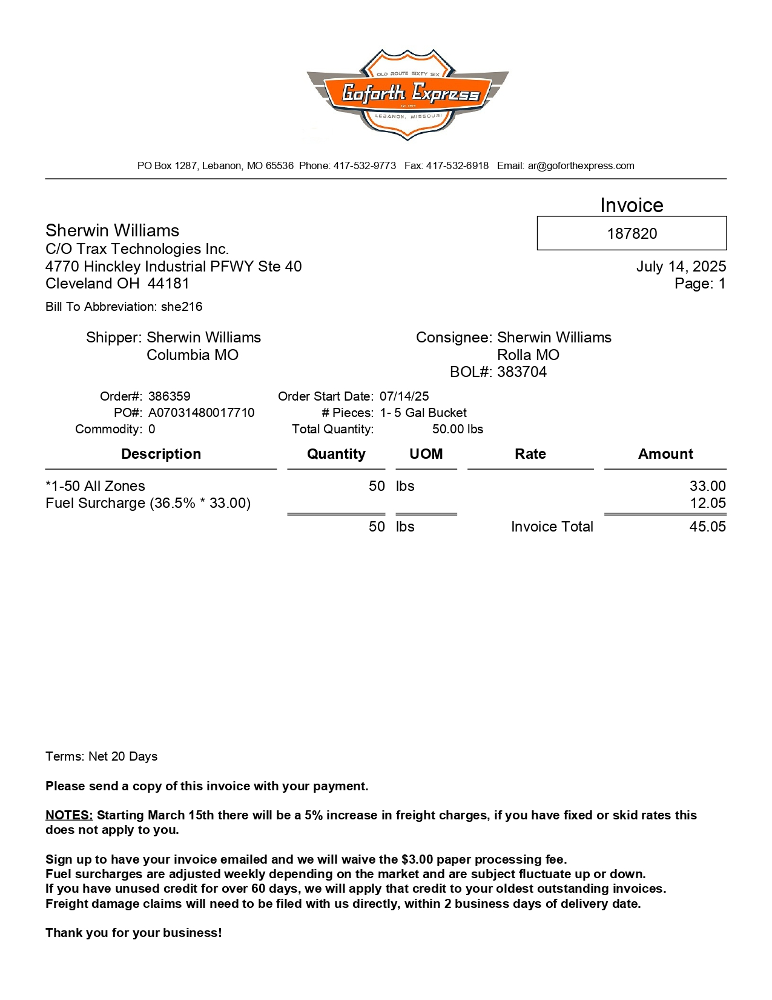 OLD ROUTE SIXTY SIX
Goforth Express
EST. 1977
LEBANON, MISSOURI
PO Box 1287, Lebanon, MO 65536  Phone: 417-532-9773   Fax: 417-532-6918   Email: ar@goforthexpress.com
Invoice
187820
Sherwin Williams
C/O Trax Technologies Inc.
4770 Hinckley Industrial PFWY Ste 40
Cleveland OH  44181
July 14, 2025
Page: 1
Bill To Abbreviation: she216
Shipper: Sherwin Williams
Columbia MO
Consignee: Sherwin Williams
Rolla MO
BOL#: 383704
Order#: 386359 Order Start Date: 07/14/25
PO#: A07031480017710 # Pieces: 1- 5 Gal Bucket
Commodity: 0 Total Quantity: 50.00 lbs
Description Quantity UOM Rate Amount
*1-50 All Zones 50 lbs 33.00
Fuel Surcharge (36.5% * 33.00) 12.05
50 lbs Invoice Total 45.05
Terms: Net 20 Days
Please send a copy of this invoice with your payment.
NOTES: Starting March 15th there will be a 5% increase in freight charges, if you have fixed or skid rates this
does not apply to you.
Sign up to have your invoice emailed and we will waive the $3.00 paper processing fee.
Fuel surcharges are adjusted weekly depending on the market and are subject fluctuate up or down.
If you have unused credit for over 60 days, we will apply that credit to your oldest outstanding invoices.
Freight damage claims will need to be filed with us directly, within 2 business days of delivery date.
Thank you for your business!